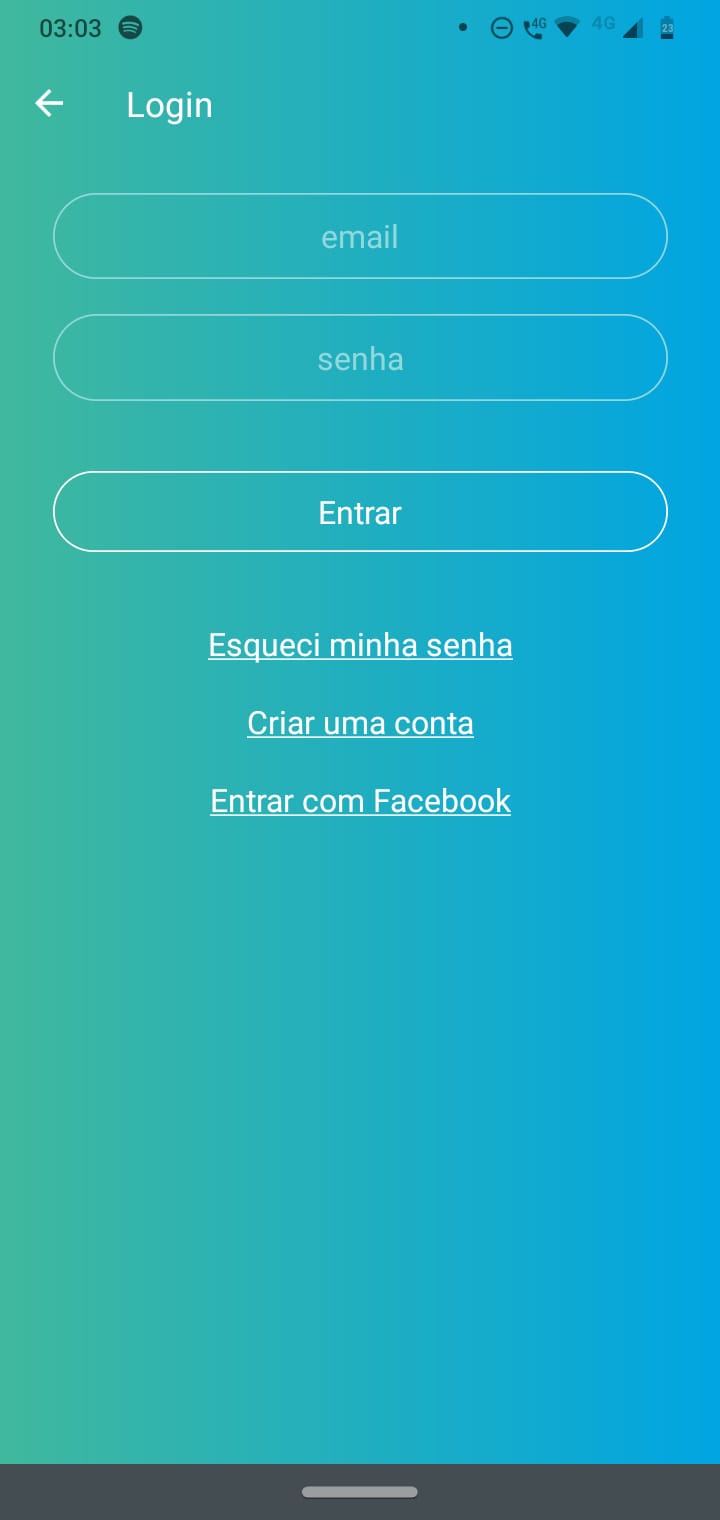 03:03 4G 4G 23
Login
email
senha
Entrar
Esqueci minha senha
Criar uma conta
Entrar com Facebook